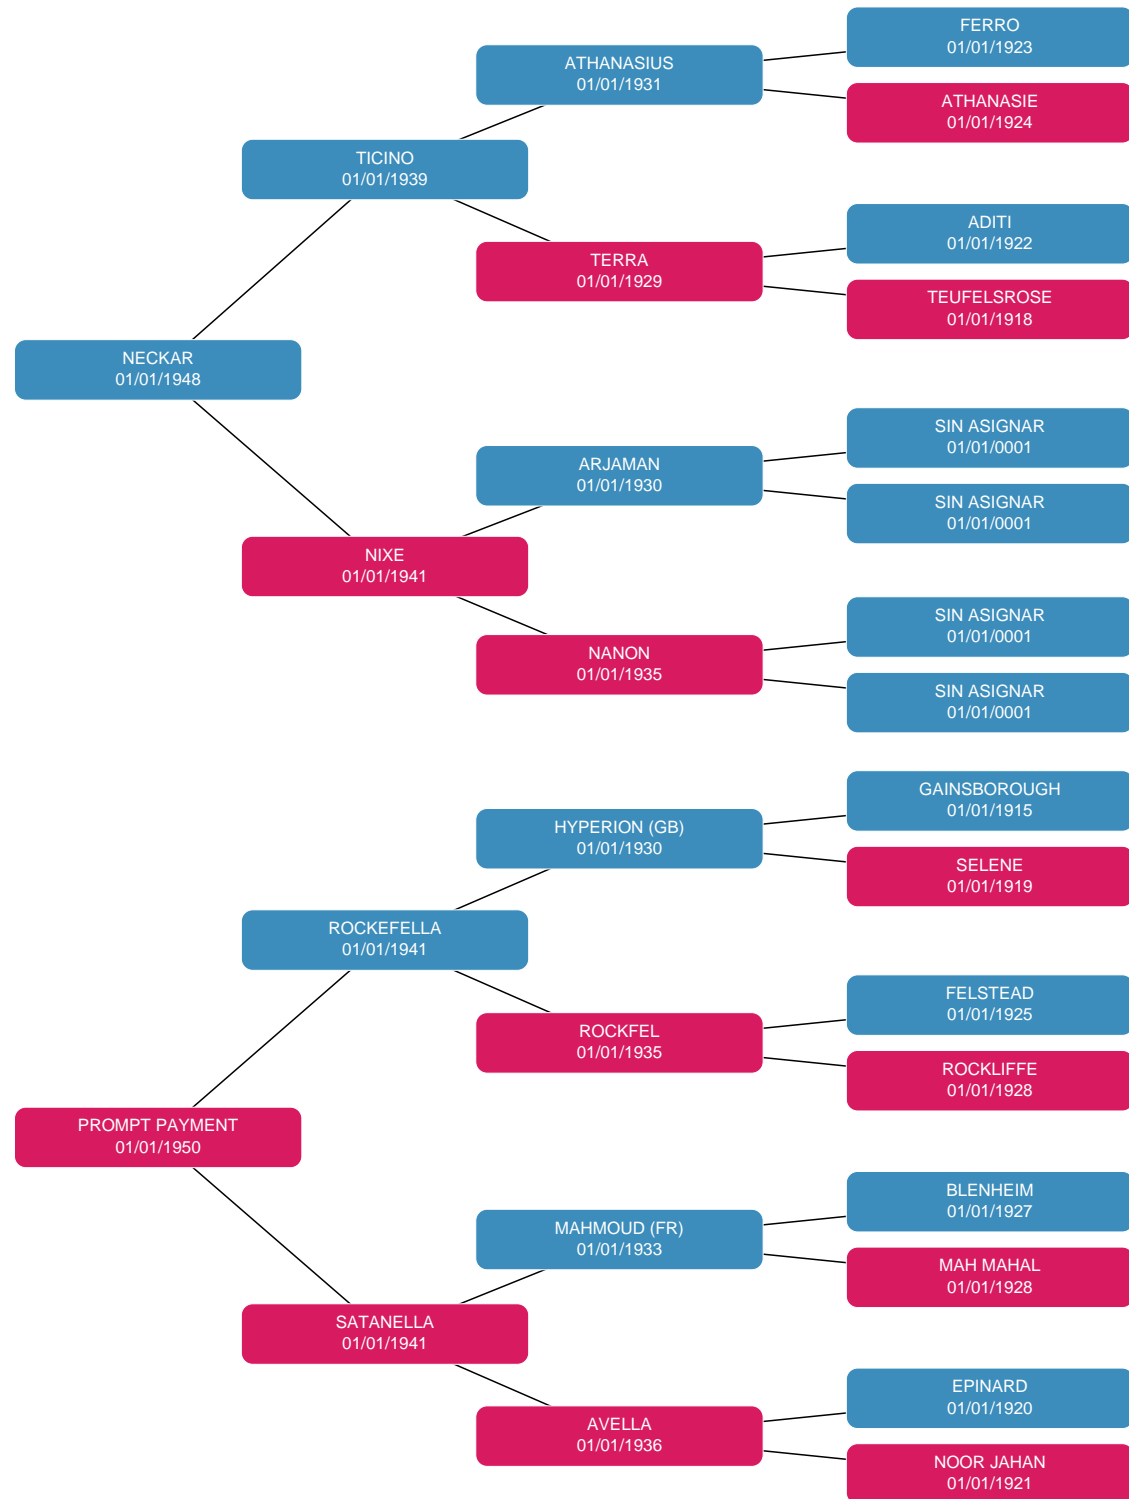 FERRO
01/01/1923
ATHANASIUS
01/01/1931
ATHANASIE
01/01/1924
TICINO
01/01/1939
ADITI
01/01/1922
TERRA
01/01/1929
TEUFELSROSE
01/01/1918
NECKAR
01/01/1948
SIN ASIGNAR
01/01/0001
ARJAMAN
01/01/1930
SIN ASIGNAR
01/01/0001
NIXE
01/01/1941
SIN ASIGNAR
01/01/0001
NANON
01/01/1935
SIN ASIGNAR
01/01/0001
GAINSBOROUGH
01/01/1915
HYPERION (GB)
01/01/1930
SELENE
01/01/1919
ROCKEFELLA
01/01/1941
FELSTEAD
01/01/1925
ROCKFEL
01/01/1935
ROCKLIFFE
01/01/1928
PROMPT PAYMENT
01/01/1950
BLENHEIM
01/01/1927
MAHMOUD (FR)
01/01/1933
MAH MAHAL
01/01/1928
SATANELLA
01/01/1941
EPINARD
01/01/1920
AVELLA
01/01/1936
NOOR JAHAN
01/01/1921